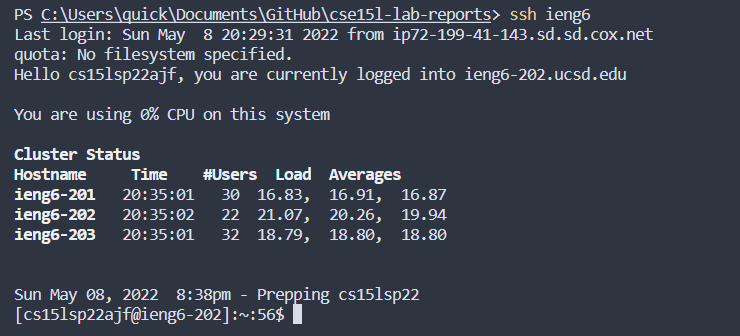 PS C:\Users\quick\Documents\GitHub\cse15l-lab-reports> ssh ieng6
Last login: Sun May  8 20:29:31 2022 from ip72-199-41-143.sd.sd.cox.net
quota: No filesystem specified.
Hello cs15lsp22ajf, you are currently logged into ieng6-202.ucsd.edu
You are using 0% CPU on this system
Cluster Status
Hostname     Time    #Users  Load  Averages
ieng6-201   20:35:01   30  16.83,  16.91,  16.87
ieng6-202   20:35:02   22  21.07,  20.26,  19.94
ieng6-203   20:35:01   32  18.79,  18.80,  18.80
Sun May 08, 2022  8:38pm - Prepping cs15lsp22
[cs15lsp22ajf@ieng6-202]:~:56$